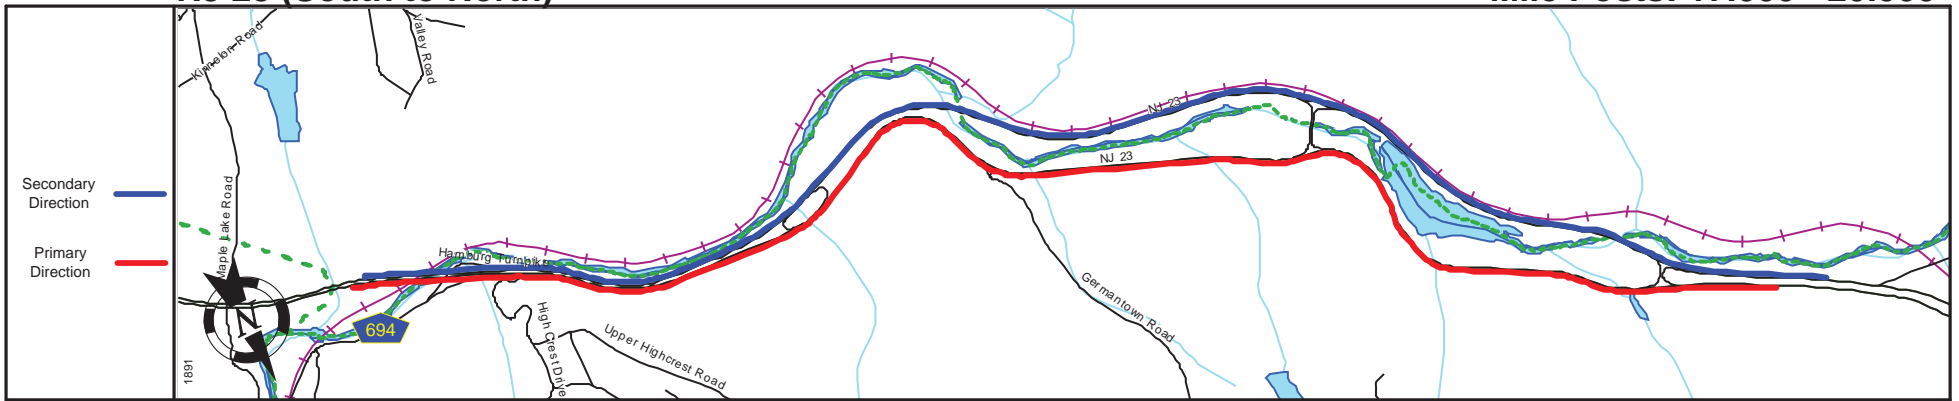 Secondary
Direction
Primary
Direction
Kinnelon Road
Valley Road
Maple Lake Road
1891
N
694
Hamburg Turnpike
High Crest Drive
Upper Highcrest Road
Germantown Road
NJ 23
NJ 23